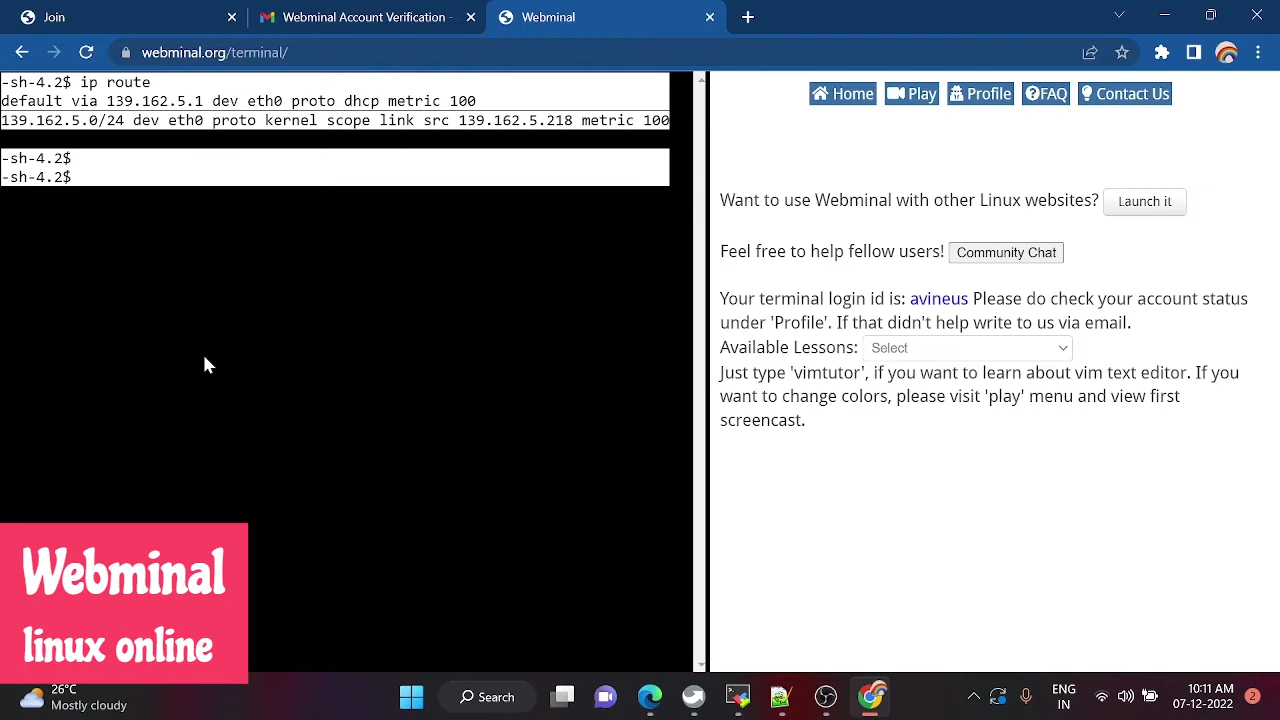 Join
Webminal Account Verification -
Webminal
webminal.org/terminal/
-sh-4.2$ ip route
default via 139.162.5.1 dev eth0 proto dhcp metric 100
139.162.5.0/24 dev eth0 proto kernel scope link src 139.162.5.218 metric 100
-sh-4.2$
-sh-4.2$
Home
Play
Profile
FAQ
Contact Us
Want to use Webminal with other Linux websites? Launch it
Feel free to help fellow users! Community Chat
Your terminal login id is: avineus Please do check your account status
under 'Profile'. If that didn't help write to us via email.
Available Lessons: Select
Just type 'vimtutor', if you want to learn about vim text editor. If you
want to change colors, please visit 'play' menu and view first
screencast.
Webminal
linux online
26°C
Mostly cloudy
Search
ENG
IN
10:11 AM
07-12-2022
2